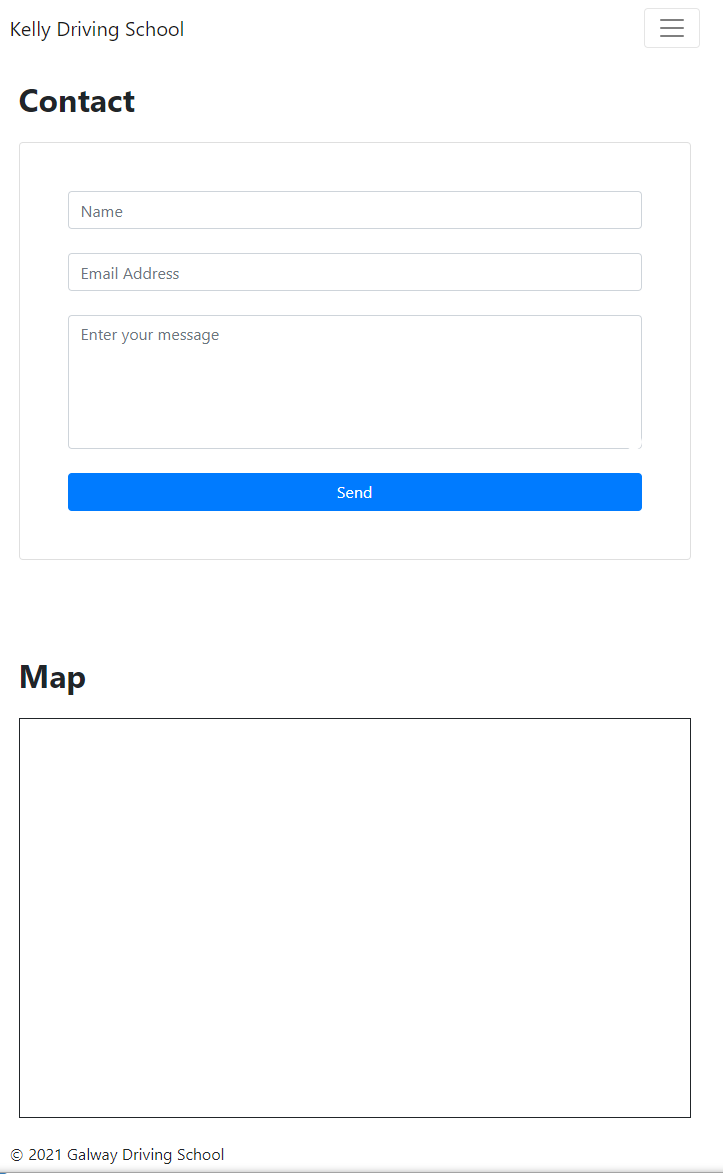 Kelly Driving School
Contact
Name
Email Address
Enter your message
Send
Map
© 2021 Galway Driving School